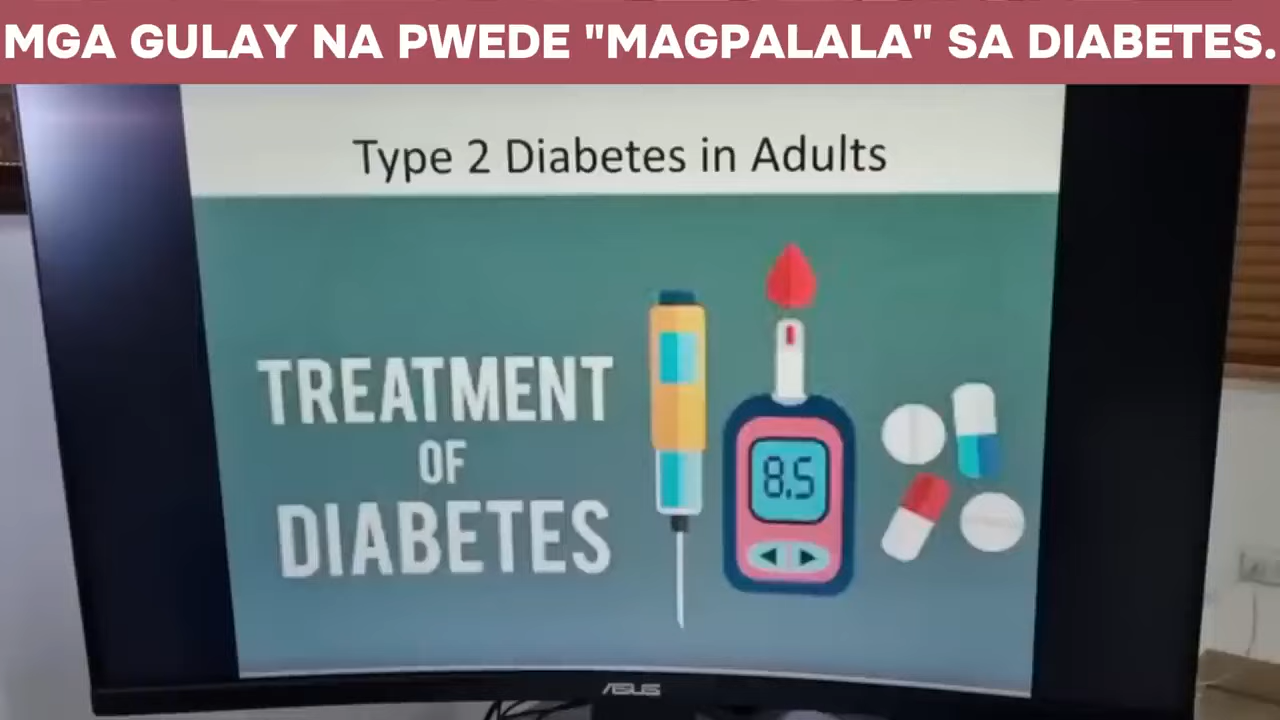 MGA GULAY NA PWEDE "MAGPALALA" SA DIABETES.
Type 2 Diabetes in Adults
TREATMENT
OF
DIABETES
8.5
ASUS